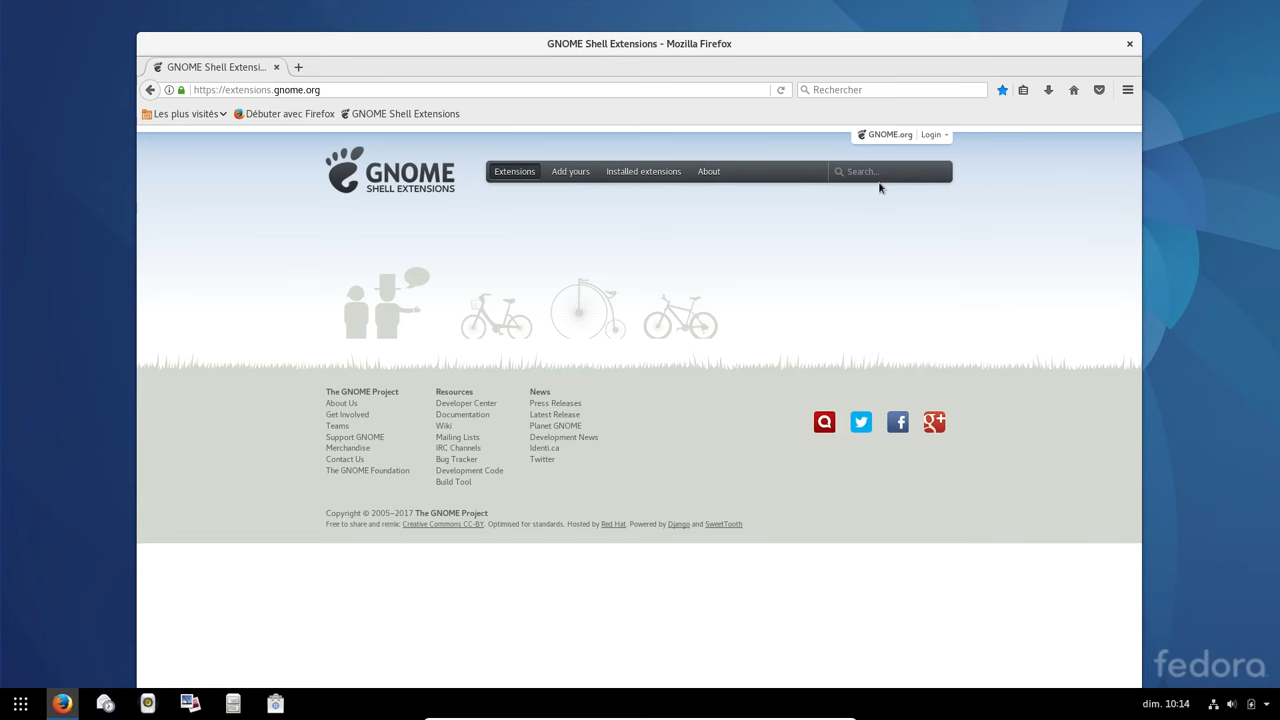 GNOME Shell Extensions - Mozilla Firefox
GNOME Shell Extensi...
https://extensions.gnome.org
Rechercher
Les plus visités
Débuter avec Firefox
GNOME Shell Extensions
GNOME.org
Login
GNOME
SHELL EXTENSIONS
Extensions
Add yours
Installed extensions
About
Search...
The GNOME Project
About Us
Get Involved
Teams
Support GNOME
Merchandise
Contact Us
The GNOME Foundation
Resources
Developer Center
Documentation
Wiki
Mailing Lists
IRC Channels
Bug Tracker
Development Code
Build Tool
News
Press Releases
Latest Release
Planet GNOME
Development News
Identi.ca
Twitter
Copyright © 2005–2017 The GNOME Project
Free to share and remix: Creative Commons CC-BY. Optimised for standards. Hosted by Red Hat. Powered by Django and SweetTooth
fedora
dim. 10:14